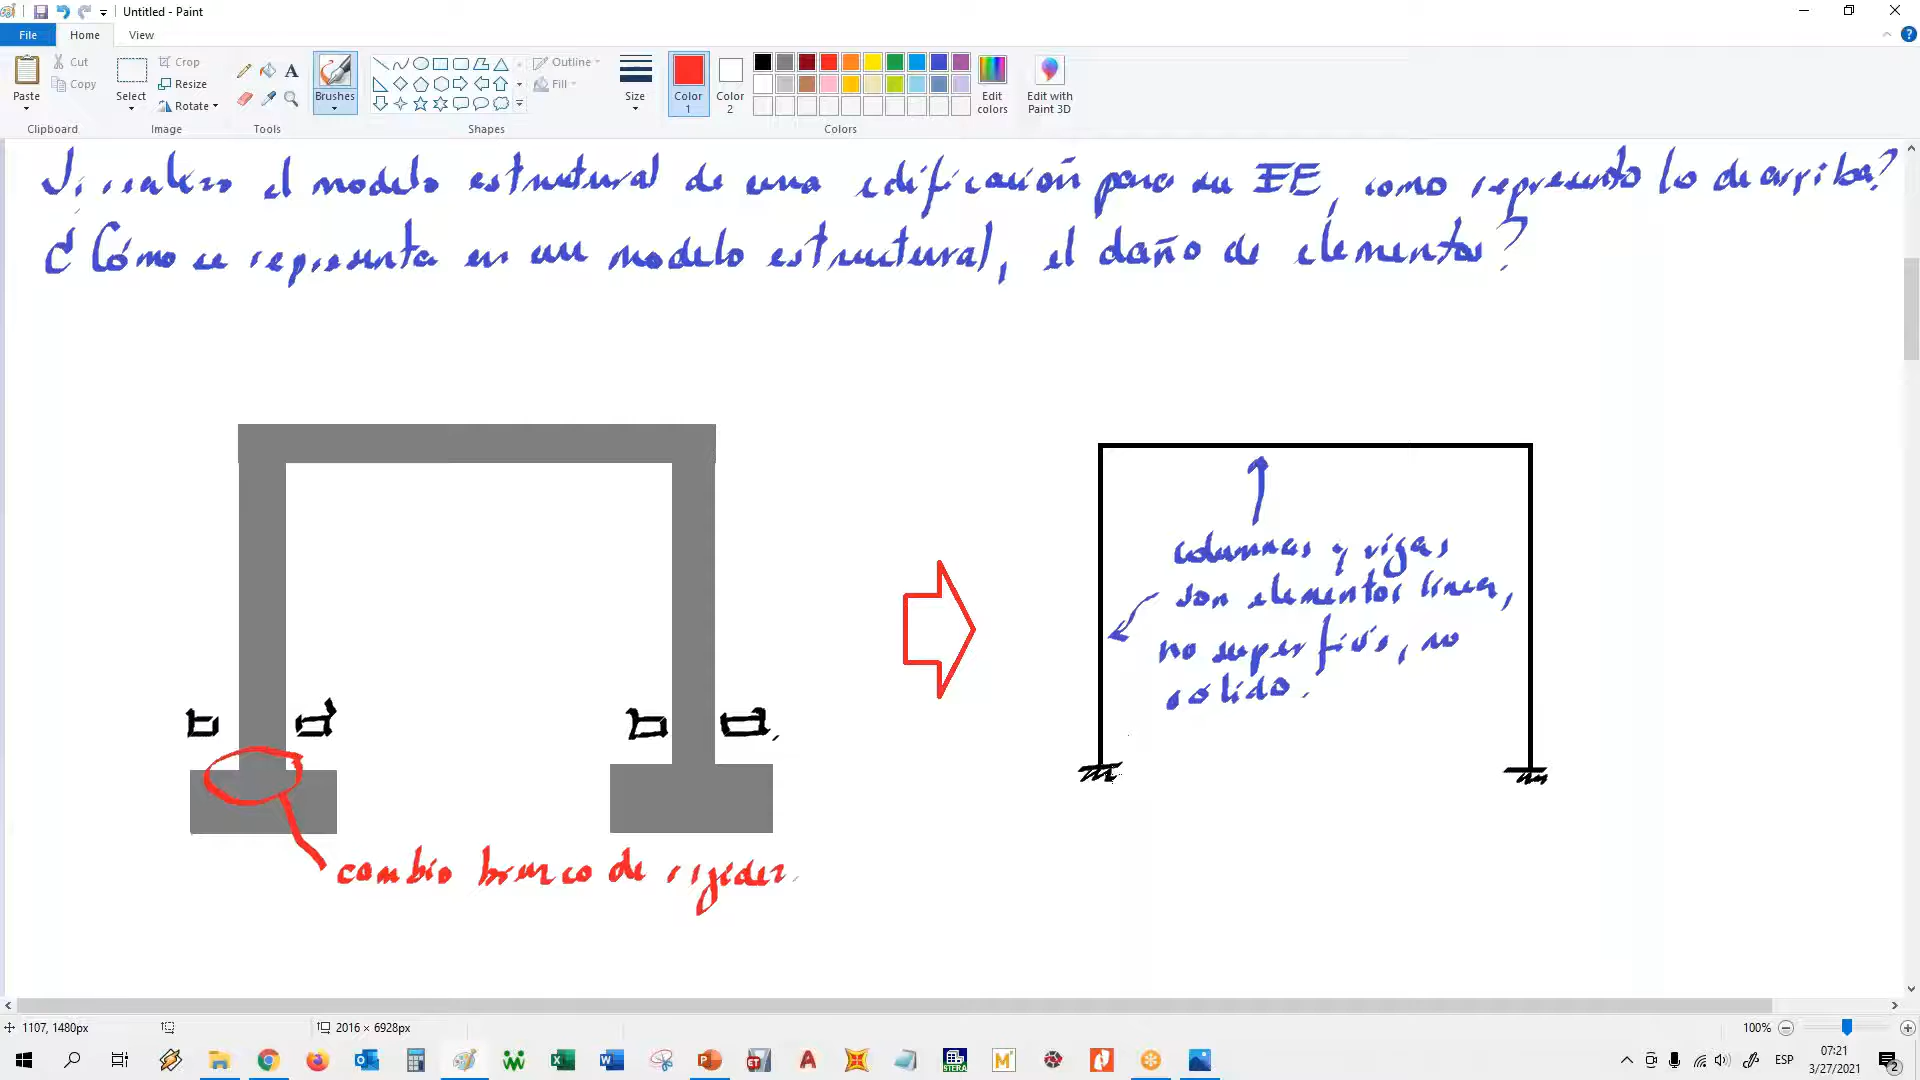 Untitled - Paint
File
Home
View
Paste
Cut
Copy
Clipboard
Select
Crop
Resize
Rotate
Image
Tools
Brushes
Outline
Fill
Shapes
Size
Color 1
Color 2
Edit colors
Edit with Paint 3D
Colors
Si realizo el modelo estructural de una edificación para su EE, como represento lo de arriba?
¿ Cómo se representa en un modelo estructural, el daño de elementos?
columnas y vigas
son elementos linea,
no superficie, no
sólido.
cambio brusco de rigidez
1107, 1480px
2016 × 6928px
100%
STERA
ESP
07:21
3/27/2021
2